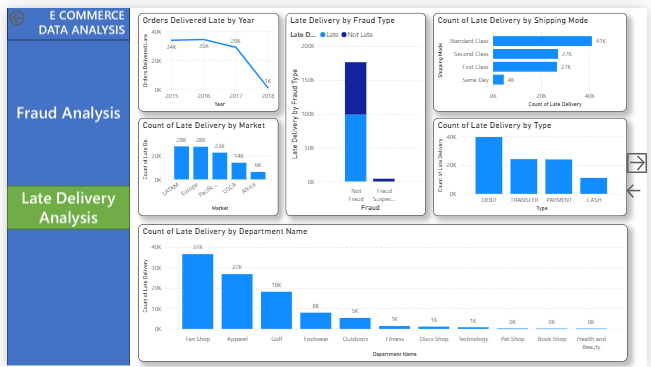 E COMMERCE
DATA ANALYSIS
Fraud Analysis
Late Delivery
Analysis
Orders Delivered Late by Year
Orders Delivered Late
40K
20K
0K
34K
35K
29K
1K
2015
2016
2017
2018
Year
Late Delivery by Fraud Type
Late D... Late Not Late
Late Delivery by Fraud Type
200K
150K
100K
50K
0K
Not
Fraud
Fraud
Suspec...
Fraud
Count of Late Delivery by Shipping Mode
Shipping Mode
Standard Class
41K
Second Class
27K
First Class
27K
Same Day
4K
0K
20K
40K
Count of Late Delivery
Count of Late Delivery by Market
Count of Late De...
20K
0K
28K
28K
23K
14K
6K
LATAM
Europe
Pacific...
USCA
Africa
Market
Count of Late Delivery by Type
Count of Late Delivery
40K
20K
0K
DEBIT
TRANSFER
PAYMENT
CASH
Type
Count of Late Delivery by Department Name
Count of Late Delivery
40K
30K
20K
10K
0K
37K
27K
18K
8K
5K
1K
1K
1K
0K
0K
0K
Fan Shop
Apparel
Golf
Footwear
Outdoors
Fitness
Discs Shop
Technology
Pet Shop
Book Shop
Health and
Beauty
Department Name